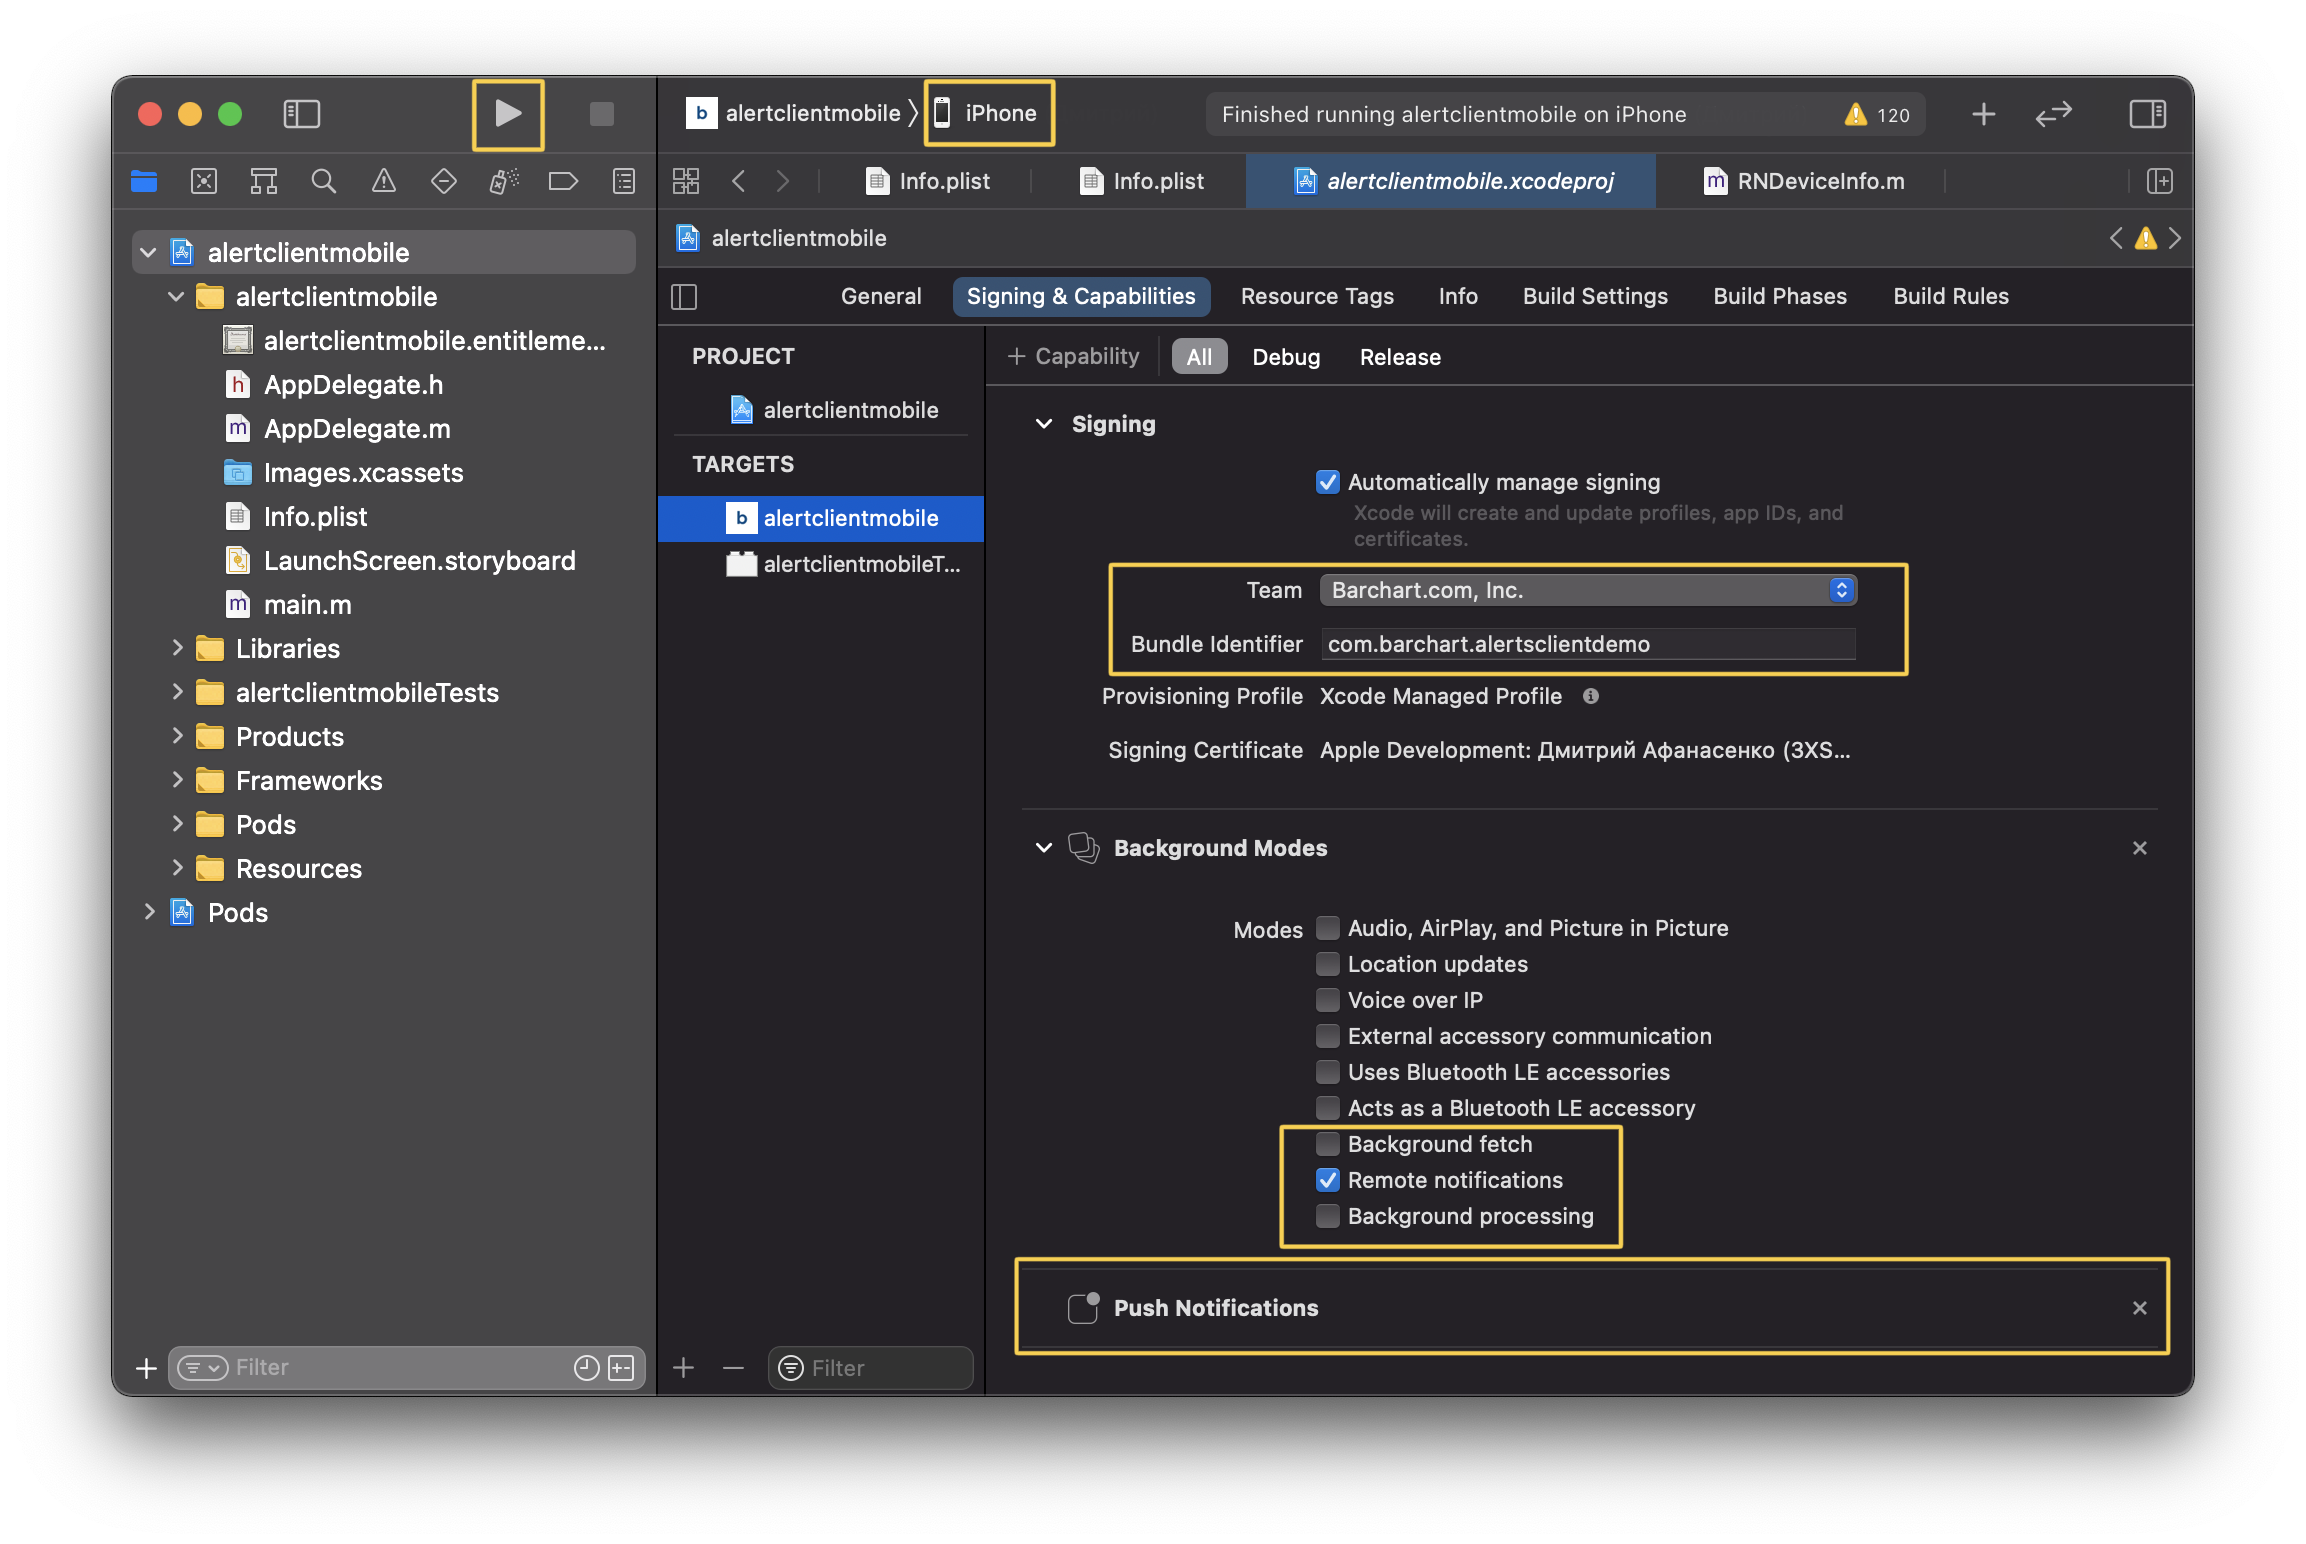 b alertclientmobile 〉 iPhone
Finished running alertclientmobile on iPhone
120
Info.plist
Info.plist
alertclientmobile.xcodeproj
m RNDeviceInfo.m
alertclientmobile
alertclientmobile
alertclientmobile.entitleme...
h AppDelegate.h
m AppDelegate.m
Images.xcassets
Info.plist
LaunchScreen.storyboard
m main.m
Libraries
alertclientmobileTests
Products
Frameworks
Pods
Resources
Pods
Filter
alertclientmobile
General
Signing & Capabilities
Resource Tags
Info
Build Settings
Build Phases
Build Rules
PROJECT
alertclientmobile
TARGETS
b alertclientmobile
alertclientmobileT...
Filter
+ Capability
All
Debug
Release
Signing
Automatically manage signing
Xcode will create and update profiles, app IDs, and
certificates.
Team Barchart.com, Inc.
Bundle Identifier com.barchart.alertsclientdemo
Provisioning Profile Xcode Managed Profile
Signing Certificate Apple Development: Дмитрий Афанасенко (3XS...
Background Modes
Modes Audio, AirPlay, and Picture in Picture
Location updates
Voice over IP
External accessory communication
Uses Bluetooth LE accessories
Acts as a Bluetooth LE accessory
Background fetch
Remote notifications
Background processing
Push Notifications